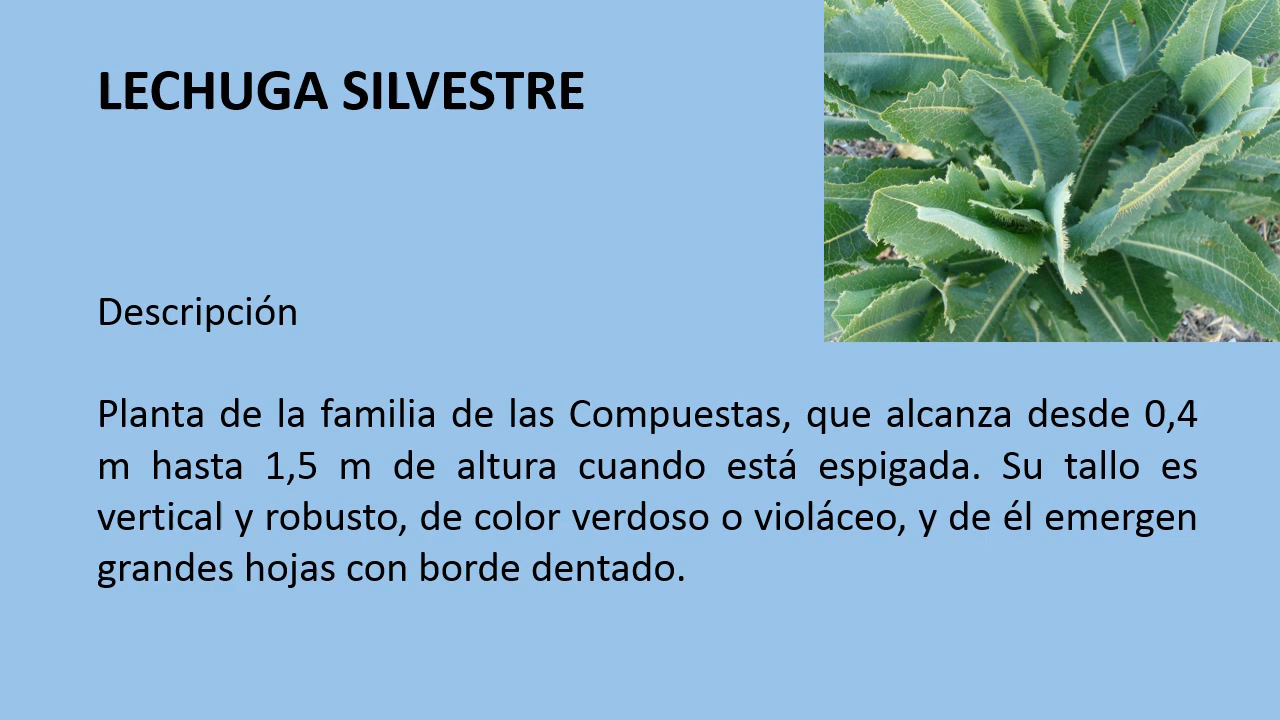 LECHUGA SILVESTRE
Descripción
Planta de la familia de las Compuestas, que alcanza desde 0,4
m hasta 1,5 m de altura cuando está espigada. Su tallo es
vertical y robusto, de color verdoso o violáceo, y de él emergen
grandes hojas con borde dentado.